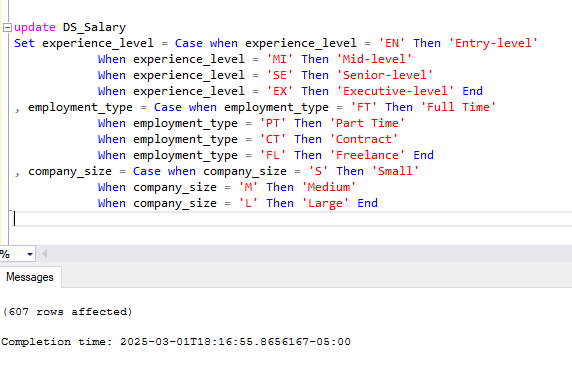 update DS_Salary
Set experience_level = Case when experience_level = 'EN' Then 'Entry-level'
When experience_level = 'MI' Then 'Mid-level'
When experience_level = 'SE' Then 'Senior-level'
When experience_level = 'EX' Then 'Executive-level' End
, employment_type = Case when employment_type = 'FT' Then 'Full Time'
When employment_type = 'PT' Then 'Part Time'
When employment_type = 'CT' Then 'Contract'
When employment_type = 'FL' Then 'Freelance' End
, company_size = Case when company_size = 'S' Then 'Small'
When company_size = 'M' Then 'Medium'
When company_size = 'L' Then 'Large' End
%
Messages
(607 rows affected)
Completion time: 2025-03-01T18:16:55.8656167-05:00